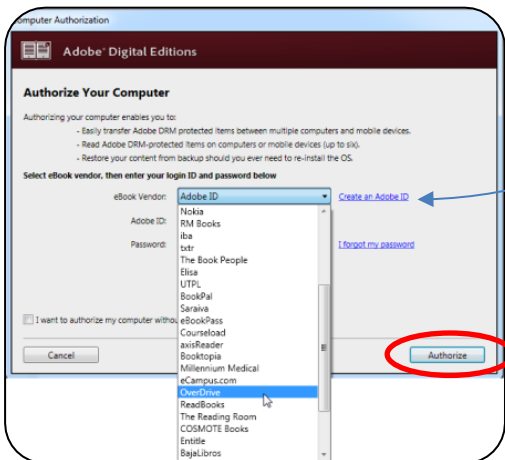 omputer Authorization
Adobe® Digital Editions
Authorize Your Computer
Authorizing your computer enables you to:
- Easily transfer Adobe DRM protected items between multiple computers and mobile devices.
- Read Adobe DRM-protected items on computers or mobile devices (up to six).
- Restore your content from backup should you ever need to re-install the OS.
Select eBook vendor, then enter your login ID and password below
eBook Vendor: Adobe ID Create an Adobe ID
Adobe ID:
Password: I forgot my password
Nokia
RM Books
iba
txtr
The Book People
Elisa
UTPL
BookPal
Saraiva
I want to authorize my computer withou eBookPass
Courseload
axisReader
Booktopia
Cancel Authorize
Millennium Medical
eCampus.com
OverDrive
ReadBooks
The Reading Room
COSMOTE Books
Entitle
BajaLibros